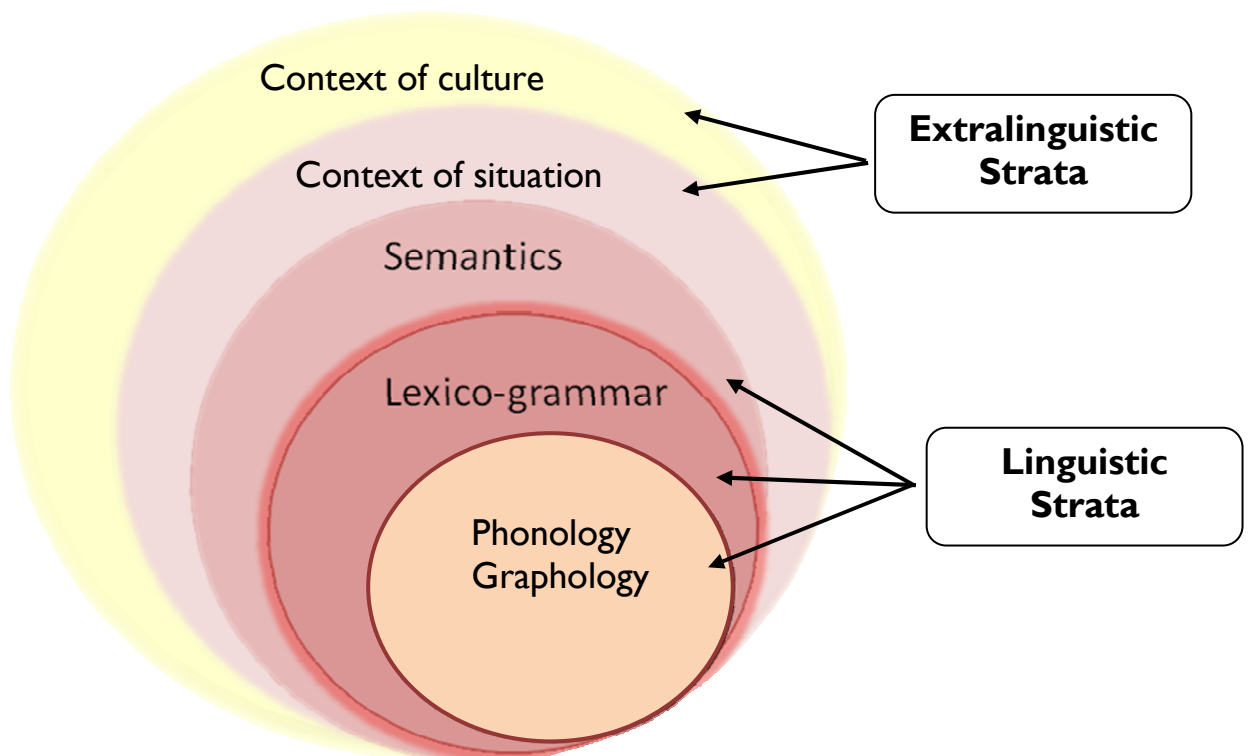 Context of culture
Extralinguistic
Strata
Context of situation
Semantics
Lexico-grammar
Linguistic
Strata
Phonology
Graphology